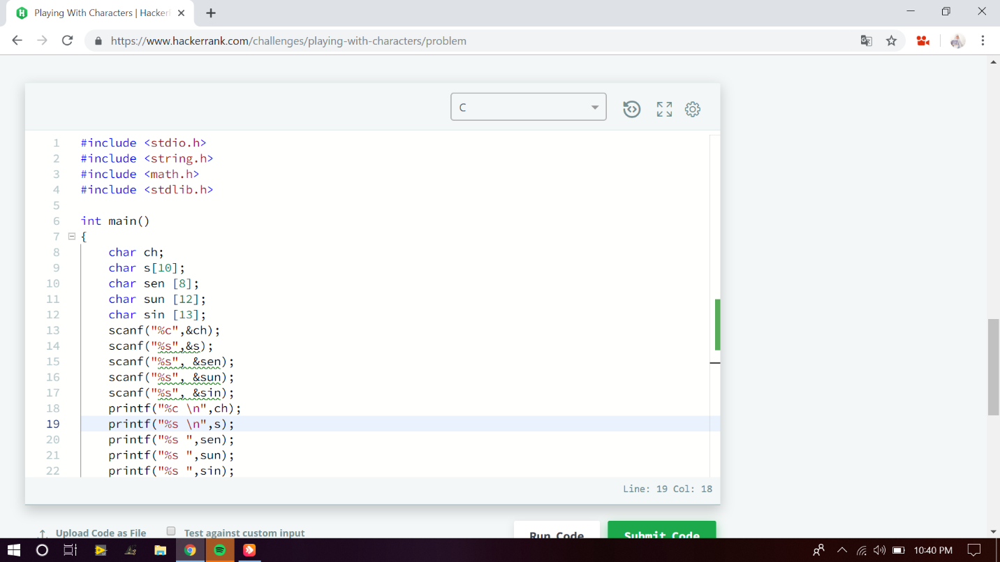 Playing With Characters | Hacker
https://www.hackerrank.com/challenges/playing-with-characters/problem
C
1 #include <stdio.h>
2 #include <string.h>
3 #include <math.h>
4 #include <stdlib.h>
5
6 int main()
7 {
8 char ch;
9 char s[10];
10 char sen [8];
11 char sun [12];
12 char sin [13];
13 scanf("%c",&ch);
14 scanf("%s",&s);
15 scanf("%s", &sen);
16 scanf("%s", &sun);
17 scanf("%s", &sin);
18 printf("%c \n",ch);
19 printf("%s \n",s);
20 printf("%s ",sen);
21 printf("%s ",sun);
22 printf("%s ",sin);
Line: 19 Col: 18
Upload Code as File Test against custom input Run Code Submit Code
10:40 PM